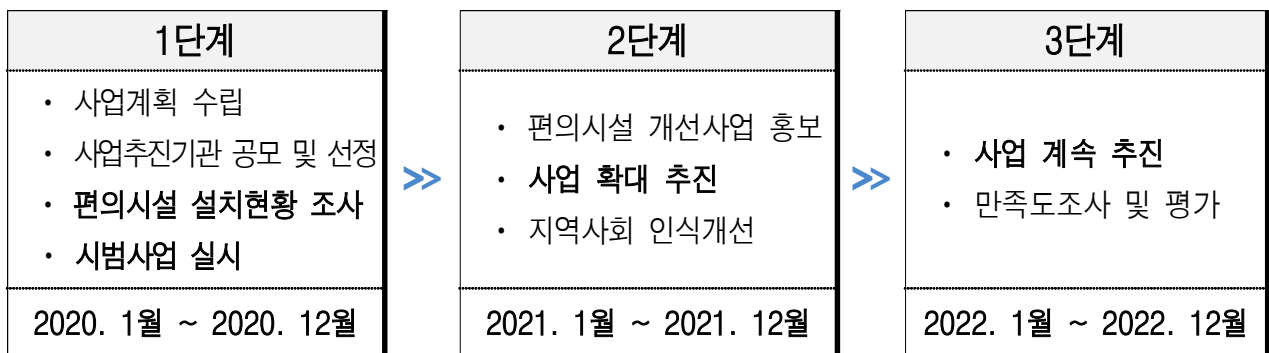 1단계
· 사업계획 수립
· 사업추진기관 공모 및 선정
· 편의시설 설치현황 조사
· 시범사업 실시
2020. 1월 ~ 2020. 12월
>>
2단계
· 편의시설 개선사업 홍보
· 사업 확대 추진
· 지역사회 인식개선
2021. 1월 ~ 2021. 12월
>>
3단계
· 사업 계속 추진
· 만족도조사 및 평가
2022. 1월 ~ 2022. 12월